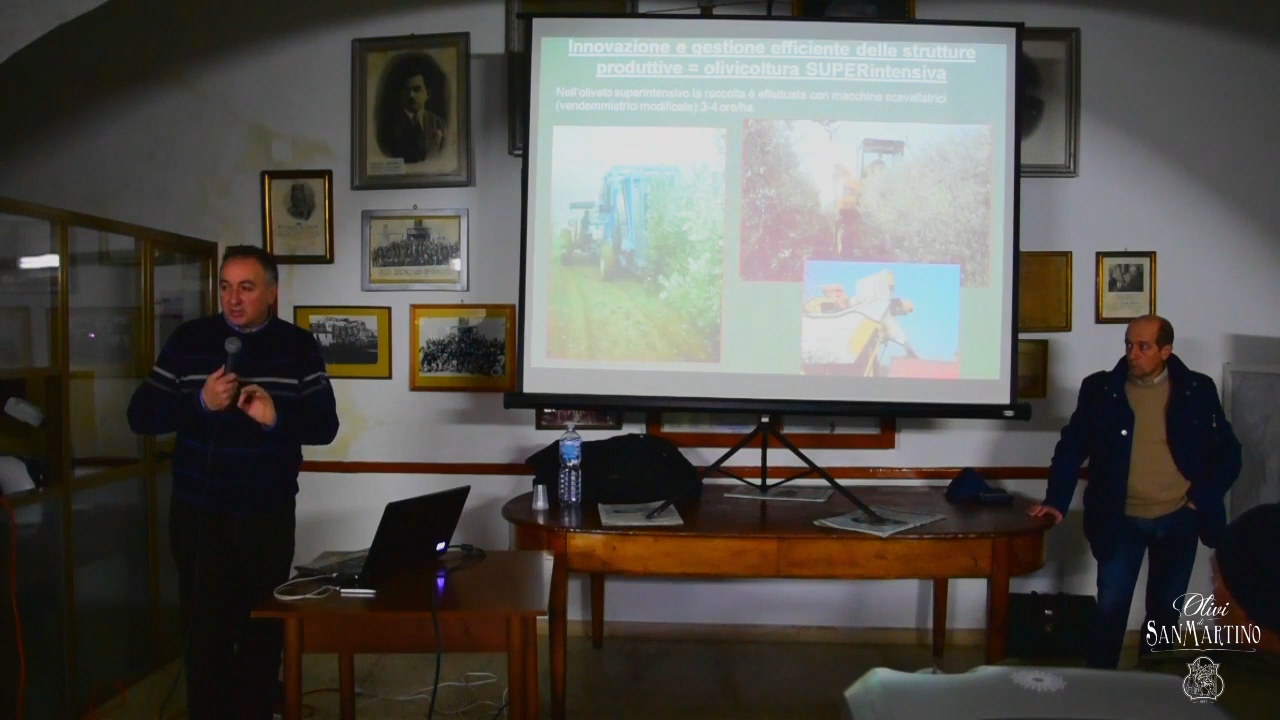 Innovazione e gestione efficiente delle strutture
produttive = olivicoltura SUPERintensiva
Nell'oliveto superintensivo la raccolta è effettuata con macchine scavallatrici
(vendemmiatrici modificate):3-4 ore/ha.
Olivi
di
SANMARTINO